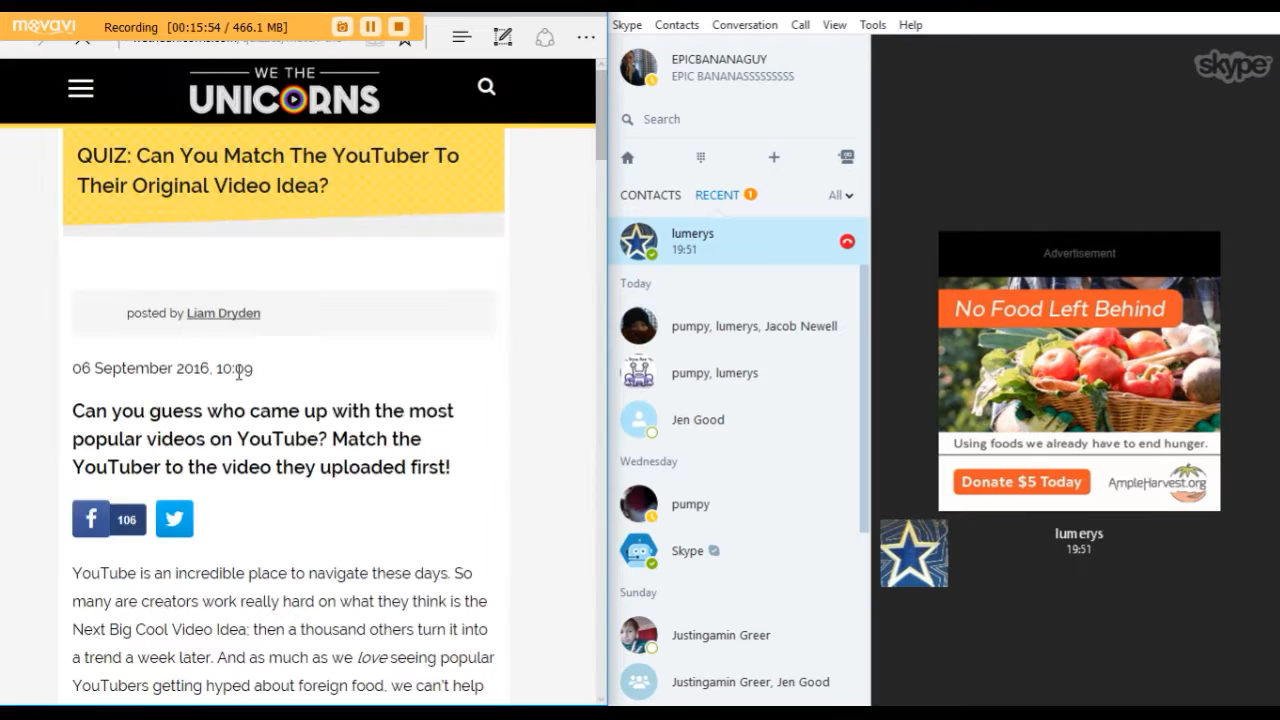 movavi
Recording [00:15:54 / 466.1 MB]
WE THE
UNICORNS
QUIZ: Can You Match The YouTuber To
Their Original Video Idea?
posted by Liam Dryden
06 September 2016, 10:09
Can you guess who came up with the most
popular videos on YouTube? Match the
YouTuber to the video they uploaded first!
f 106
YouTube is an incredible place to navigate these days. So
many are creators work really hard on what they think is the
Next Big Cool Video Idea; then a thousand others turn it into
a trend a week later. And as much as we love seeing popular
YouTubers getting hyped about foreign food, we can't help
Skype Contacts Conversation Call View Tools Help
EPICBANANAGUY
EPIC BANANASSSSSSSSS
Search
CONTACTS RECENT 1 All
lumerys
19:51
Today
pumpy, lumerys, Jacob Newell
pumpy, lumerys
Jen Good
Wednesday
pumpy
Skype
Sunday
Justingamin Greer
Justingamin Greer, Jen Good
skype
Advertisement
No Food Left Behind
Using foods we already have to end hunger.
Donate $5 Today AmpleHarvest.org
lumerys
19:51